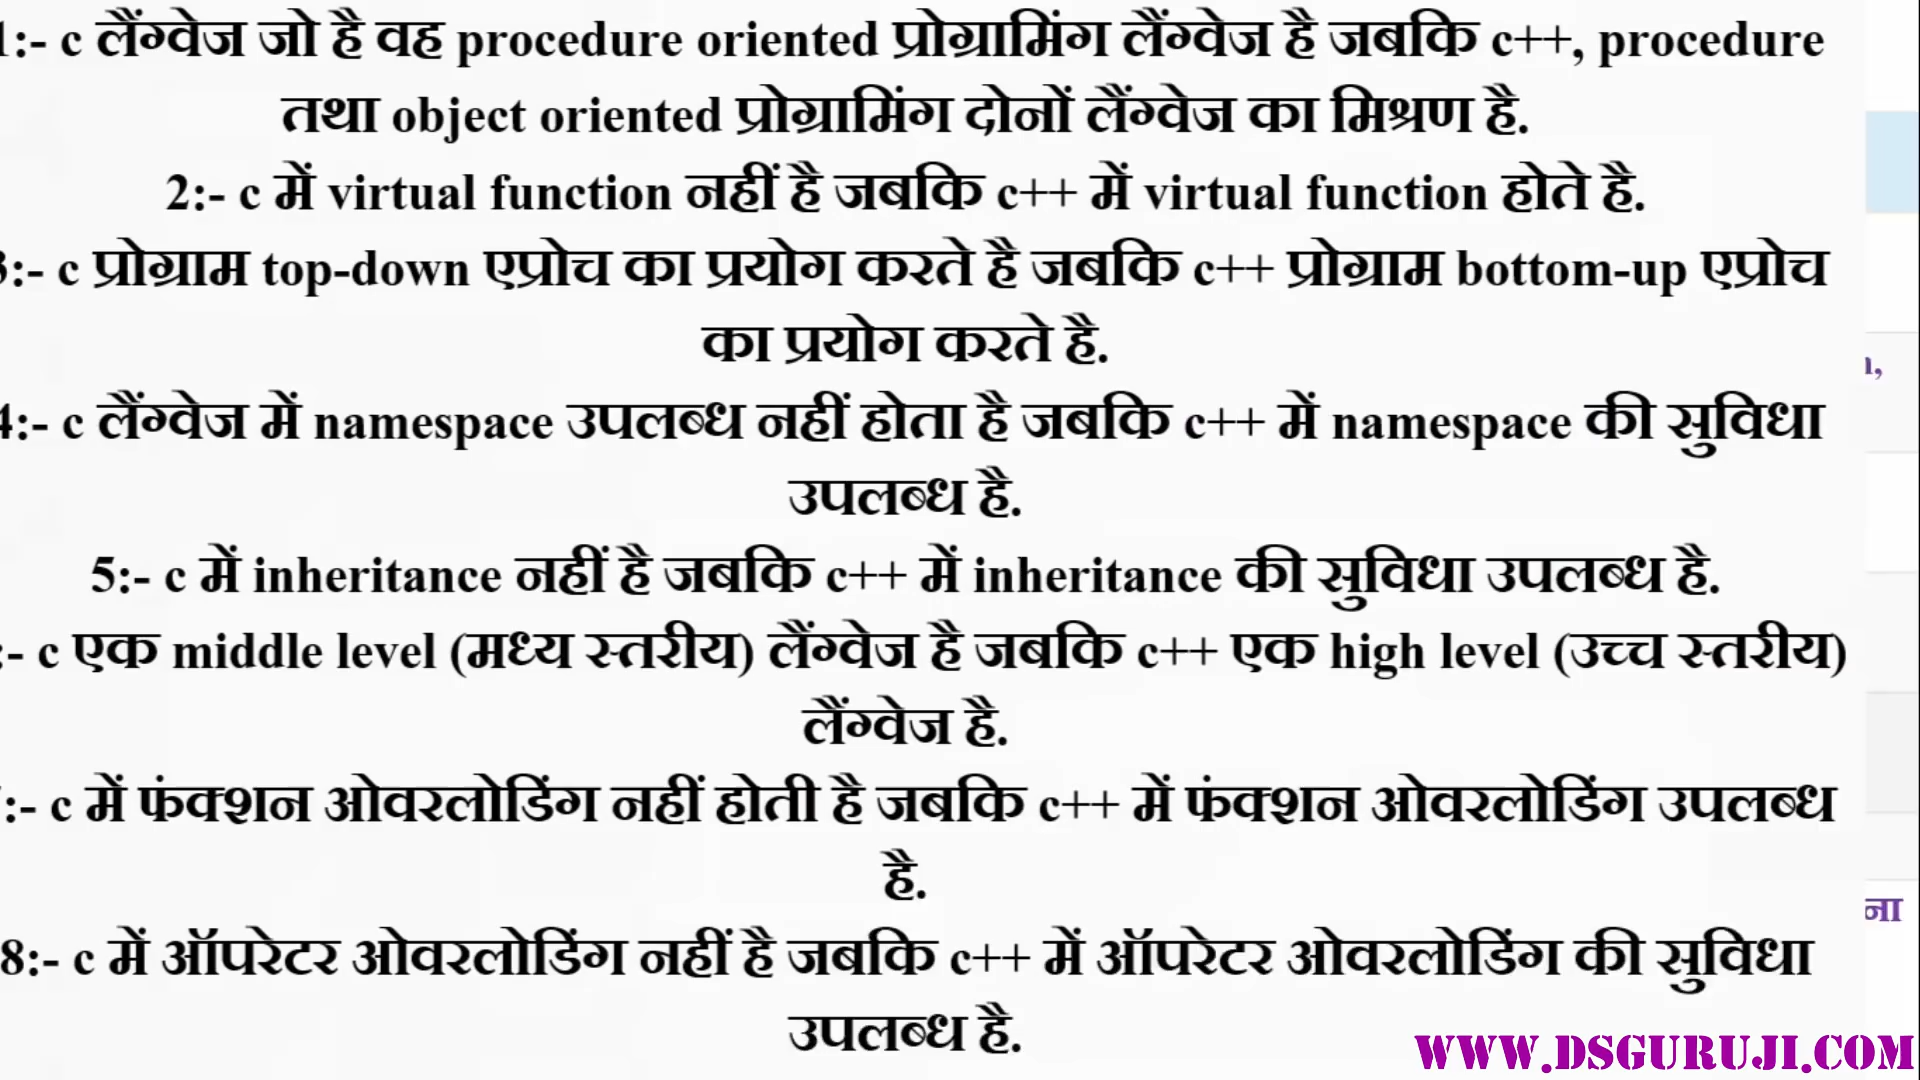 1:- c लैंग्वेज जो है वह procedure oriented प्रोग्रामिंग लैंग्वेज है जबकि c++, procedure
तथा object oriented प्रोग्रामिंग दोनों लैंग्वेज का मिश्रण है.
2:- c में virtual function नहीं है जबकि c++ में virtual function होते है.
3:- c प्रोग्राम top-down एप्रोच का प्रयोग करते है जबकि c++ प्रोग्राम bottom-up एप्रोच
का प्रयोग करते है.
4:- c लैंग्वेज में namespace उपलब्ध नहीं होता है जबकि c++ में namespace की सुविधा
उपलब्ध है.
5:- c में inheritance नहीं है जबकि c++ में inheritance की सुविधा उपलब्ध है.
:- c एक middle level (मध्य स्तरीय) लैंग्वेज है जबकि c++ एक high level (उच्च स्तरीय)
लैंग्वेज है.
:- c में फंक्शन ओवरलोडिंग नहीं होती है जबकि c++ में फंक्शन ओवरलोडिंग उपलब्ध
है.
ना
8:- c में ऑपरेटर ओवरलोडिंग नहीं है जबकि c++ में ऑपरेटर ओवरलोडिंग की सुविधा
उपलब्ध है.
WWW.DSGURUJI.COM